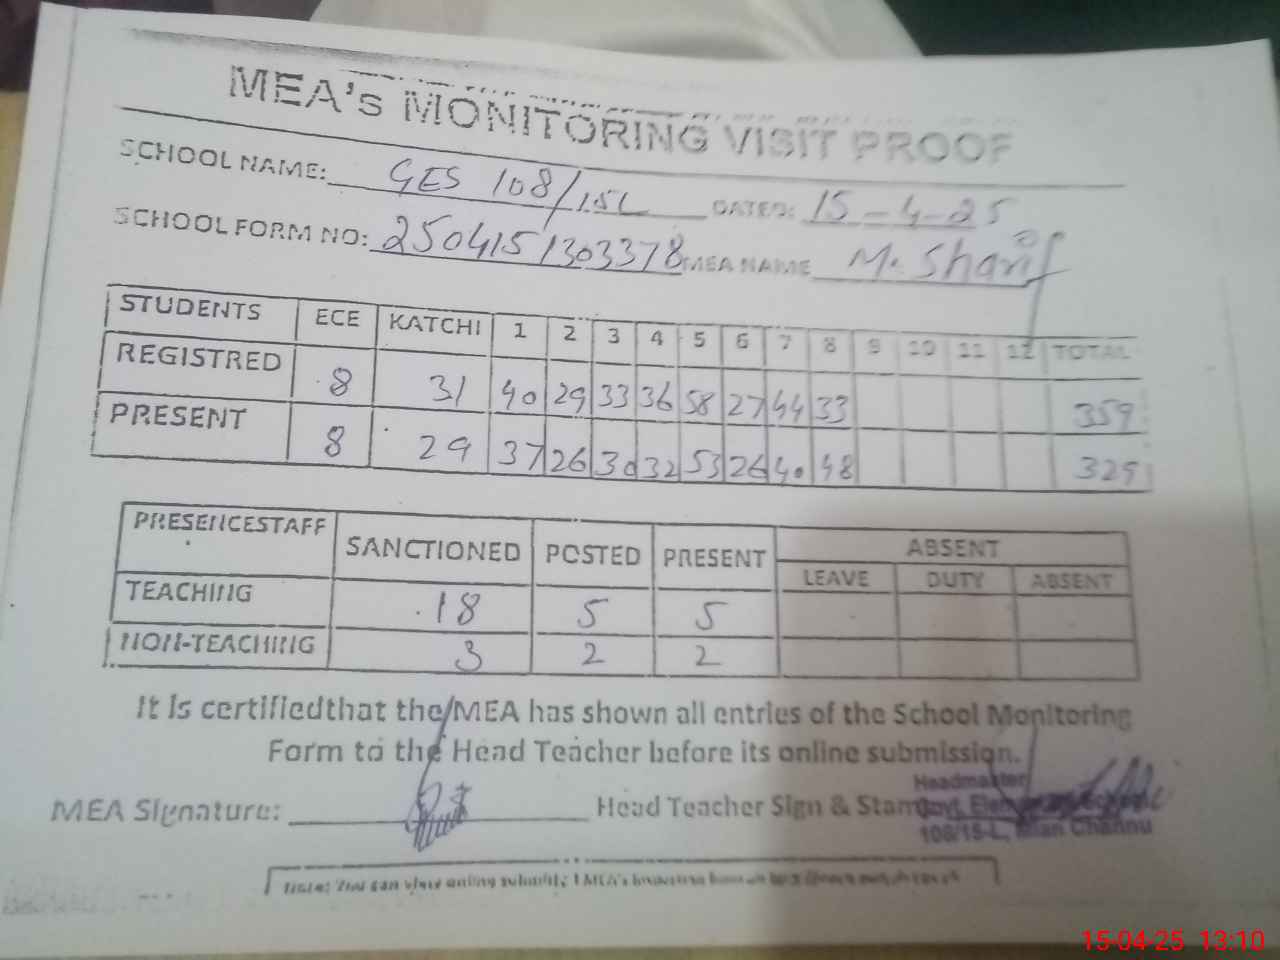 MEA's MONITORING VISIT PROOF
SCHOOL NAME: GES 108/15L DATED: 15-4-25
SCHOOL FORM NO: 2504151303378 MEA NAME M. Sharif
STUDENTS ECE KATCHI 1 2 3 4 5 6 7 8 9 10 11 12 TOTAL
REGISTRED 8 31 40 29 33 36 58 27 44 33 359
PRESENT 8 29 37 26 30 32 53 26 40 48 329
PRESENCESTAFF SANCTIONED POSTED PRESENT ABSENT
LEAVE DUTY ABSENT
TEACHING 18 5 5
NON-TEACHING 3 2 2
It is certifiedthat the MEA has shown all entries of the School Monitoring
Form to the Head Teacher before its online submission.
Headmaster
MEA Signature: Head Teacher Sign & Stamp
Govt. Elementary School
108/15-L, Mian Channu
15-04-25 13:10